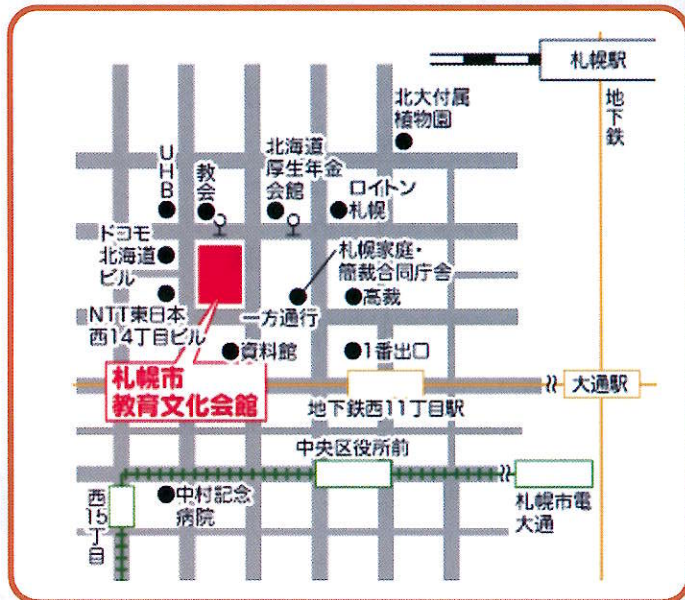 札幌駅
地下鉄
北大付属
植物園
UHB
教会
北海道
厚生年金
会館
ロイトン
札幌
ドコモ
北海道
ビル
札幌家庭・
簡裁合同庁舎
高裁
NTT東日本
西14丁目ビル
一方通行
資料館
1番出口
札幌市
教育文化会館
大通駅
地下鉄西11丁目駅
中央区役所前
西15丁目
中村記念
病院
札幌市電
大通